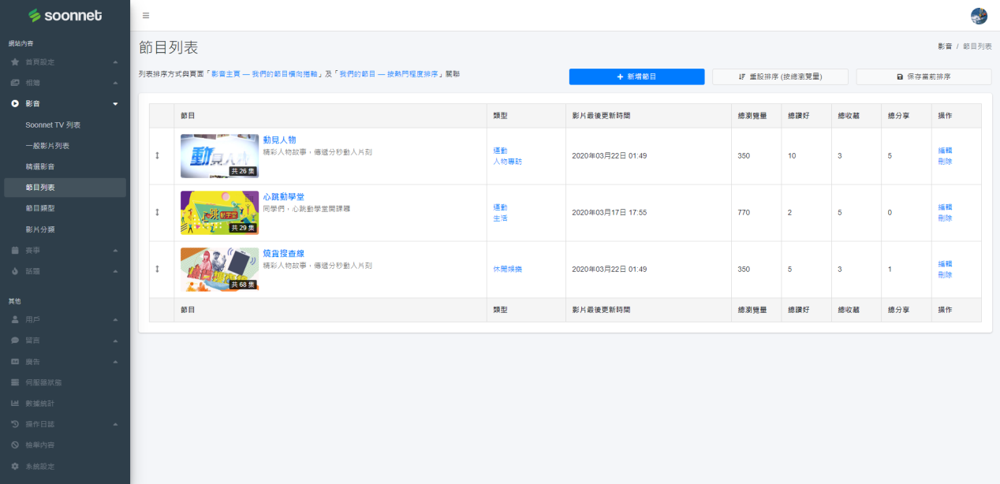 soonnet
網站內容
首頁設定
相簿
影音
Soonnet TV 列表
一般影片列表
精選影音
節目列表
節目類型
影片分類
賽事
話題
其他
用戶
留言
廣告
伺服器狀態
數據統計
操作日誌
檢舉內容
系統設定
節目列表
影音 / 節目列表
列表排序方式與頁面「影音主頁 — 我們的節目橫向捲軸」及「我們的節目 — 按熱門程度排序」關聯
新增節目
重設排序 (按總瀏覽量)
保存當前排序
節目 類型 影片最後更新時間 總瀏覽量 總讚好 總收藏 總分享 操作
動見人物
共 26 集
動見人物
精彩人物故事，傳遞分秒動人片刻
運動
人物專訪
2020年03月22日 01:49 350 10 3 5
編輯
刪除
心跳動學堂
共 29 集
心跳動學堂
同學們，心跳動學堂開課囉
運動
生活
2020年03月17日 17:55 770 2 5 0
編輯
刪除
共 68 集
燒賣搜查線
精彩人物故事，傳遞分秒動人片刻
休閒娛樂
2020年03月22日 01:49 350 5 3 1
編輯
刪除
節目 類型 影片最後更新時間 總瀏覽量 總讚好 總收藏 總分享 操作